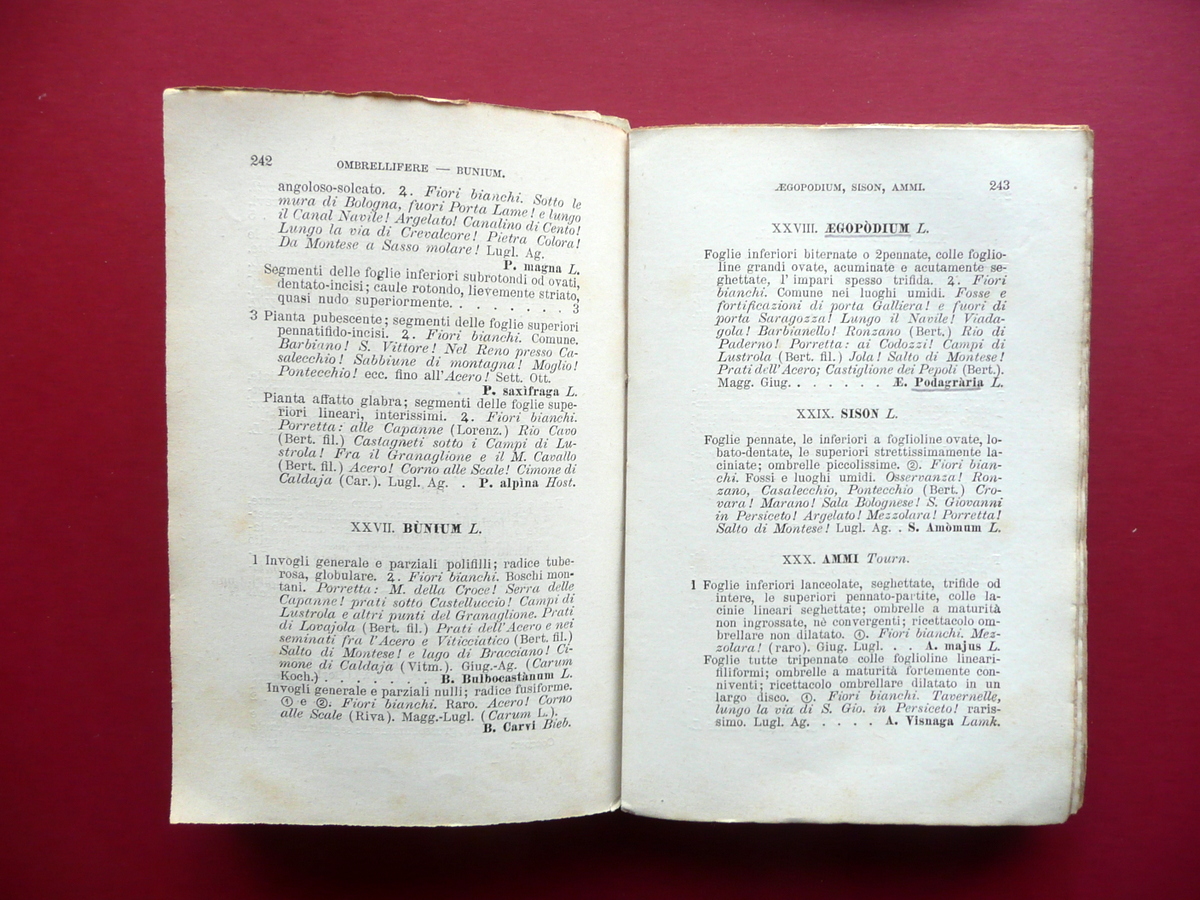 242
OMBRELLIFERE — BUNIUM.
angoloso-solcato. ♃. Fiori bianchi. Sotto le
mura di Bologna, fuori Porta Lame! e lungo
il Canal Navile! Argelato! Canalino di Cento!
Lungo la via di Crevalcore! Pietra Colora!
Da Montese a Sasso molare! Lugl. Ag.
P. magna L.
Segmenti delle foglie inferiori subrotondi od ovati,
dentato-incisi; caule rotondo, lievemente striato,
quasi nudo superiormente. . . . . . . . 3
3 Pianta pubescente; segmenti delle foglie superiori
pennatifido-incisi. ♃. Fiori bianchi. Comune.
Barbiano! S. Vittore! Nel Reno presso Ca-
salecchio! Sabbiune di montagna! Moglio!
Pontecchio! ecc. fino all'Acero! Sett. Ott.
P. saxìfraga L.
Pianta affatto glabra; segmenti delle foglie supe-
riori lineari, interissimi. ♃. Fiori bianchi.
Porretta: alle Capanne (Lorenz.) Rio Cavo
(Bert. fil.) Castagneti sotto i Campi di Lu-
strola! Fra il Granaglione e il M. Cavallo
(Bert. fil.) Acero! Corno alle Scale! Cimone di
Caldaja (Car.). Lugl. Ag. . P. alpìna Host.
XXVII. BÙNIUM L.
1 Invogli generale e parziali polifilli; radice tube-
rosa, globulare. ♃. Fiori bianchi. Boschi mon-
tani. Porretta: M. della Croce! Serra delle
Capanne! prati sotto Castelluccio! Campi di
Lustrola e altri punti del Granaglione. Prati
di Lovajola (Bert. fil.) Prati dell'Acero e nei
seminati fra l'Acero e Viticciatico (Bert. fil.)
Salto di Montese! e lago di Bracciano! Ci-
mone di Caldaja (Vitm.). Giug.-Ag. (Carum
Koch.) . . . . . . . B. Bulbocastànum L.
Invogli generale e parziali nulli; radice fusiforme.
① e ②. Fiori bianchi. Raro. Acero! Corno
alle Scale (Riva). Magg.-Lugl. (Carum L.).
B. Carvi Bieb.
ÆGOPODIUM, SISON, AMMI.
243
XXVIII. ÆGOPÒDIUM L.
Foglie inferiori biternate o 2pennate, colle foglio-
line grandi ovate, acuminate e acutamente se-
ghettate, l'impari spesso trifida. ♃. Fiori
bianchi. Comune nei luoghi umidi. Fosse e
fortificazioni di porta Galliera! e fuori di
porta Saragozza! Lungo il Navile! Viada-
gola! Barbianello! Ronzano (Bert.) Rio di
Paderno! Porretta: ai Codozzi! Campi di
Lustrola (Bert. fil.) Jola! Salto di Montese!
Prati dell'Acero; Castiglione dei Pepoli (Bert.).
Magg. Giug. . . . . . . Æ. Podagrària L.
XXIX. SISON L.
Foglie pennate, le inferiori a foglioline ovate, lo-
bato-dentate, le superiori strettissimamente la-
ciniate; ombrelle piccolissime. ②. Fiori bian-
chi. Fossi e luoghi umidi. Osservanza! Ron-
zano, Casalecchio, Pontecchio (Bert.) Cro-
vara! Marano! Sala Bolognese! S. Giovanni
in Persiceto! Argelato! Mezzolara! Porretta!
Salto di Montese! Lugl. Ag. . S. Amòmum L.
XXX. AMMI Tourn.
1 Foglie inferiori lanceolate, seghettate, trifide od
intere, le superiori pennato-partite, colle la-
cinie lineari seghettate; ombrelle a maturità
non ingrossate, nè convergenti; ricettacolo om-
brellare non dilatato. ①. Fiori bianchi. Mez-
zolara! (raro). Giug. Lugl. . . A. majus L.
Foglie tutte tripennate colle foglioline lineari-
filiformi; ombrelle a maturità fortemente con-
niventi; ricettacolo ombrellare dilatato in un
largo disco. ①. Fiori bianchi. Tavernelle,
lungo la via di S. Gio. in Persiceto! raris-
simo. Lugl. Ag. . . . . A. Visnaga Lamk.